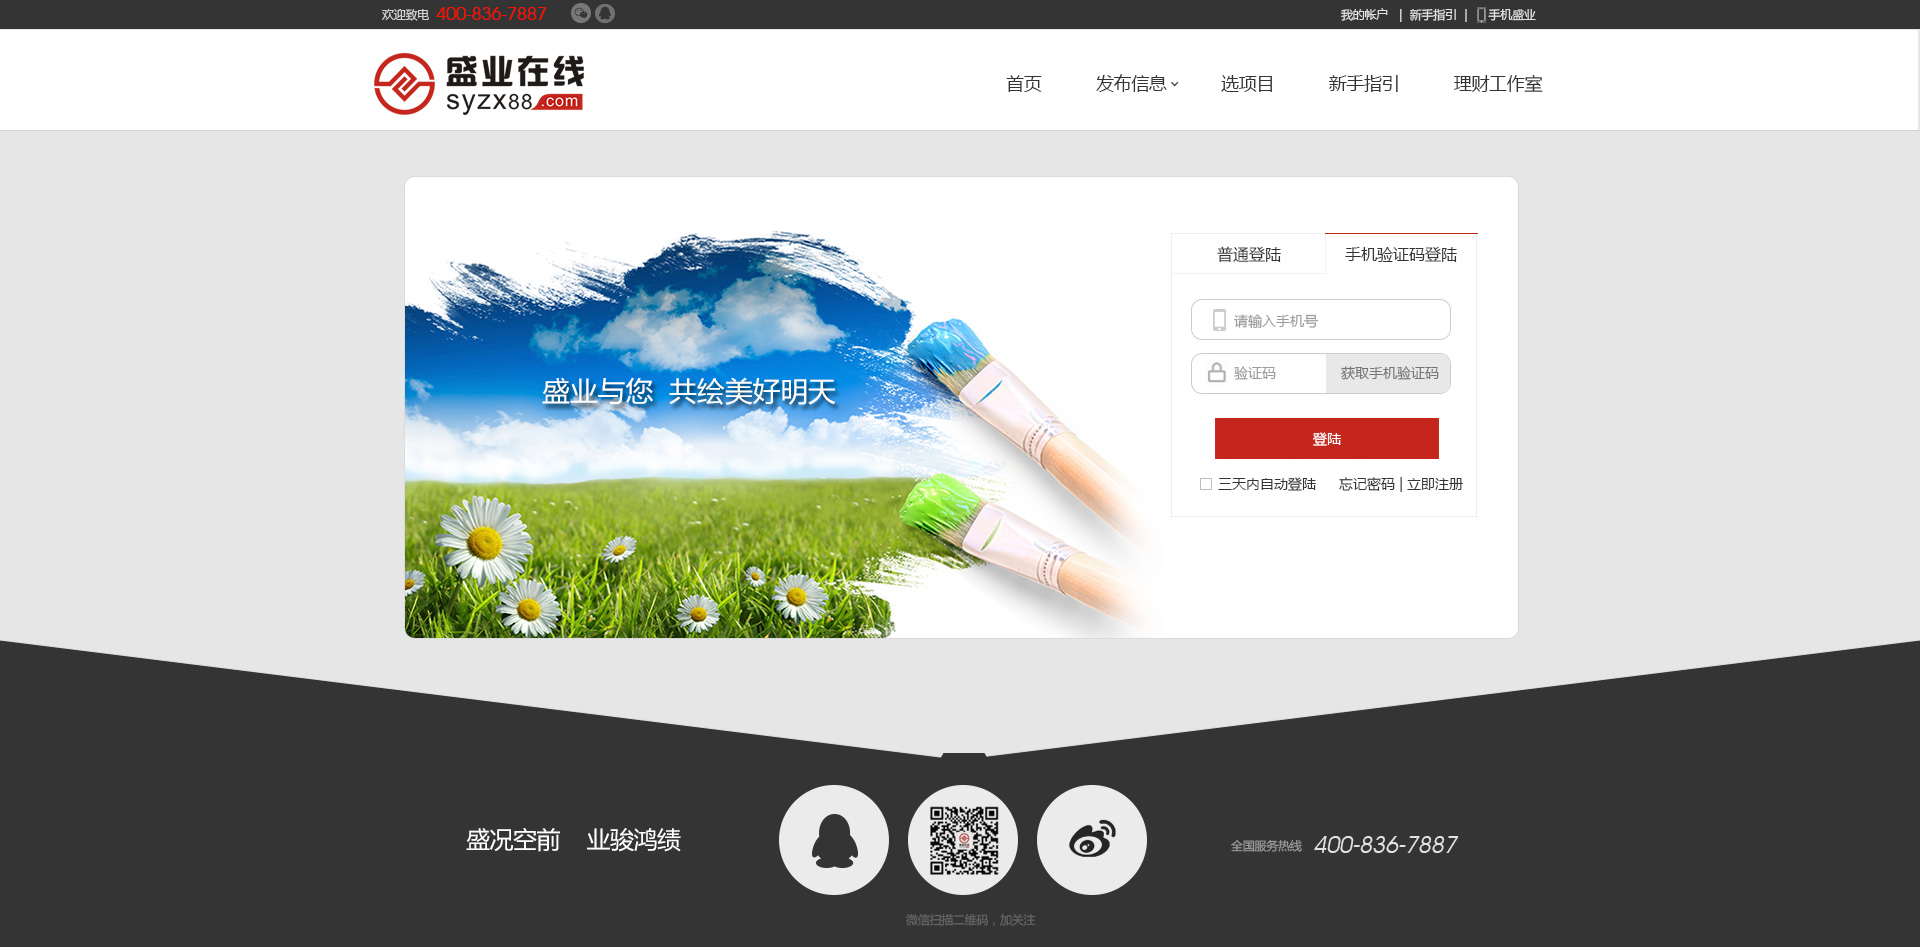 欢迎致电 400-836-7887
我的帐户 | 新手指引 | 手机盛业
盛业在线
syzx88.com
首页 发布信息 选项目 新手指引 理财工作室
普通登陆 手机验证码登陆
请输入手机号
验证码 获取手机验证码
盛业与您 共绘美好明天
登陆
三天内自动登陆 忘记密码 | 立即注册
盛况空前 业骏鸿绩
全国服务热线 400-836-7887
微信扫描二维码，加关注